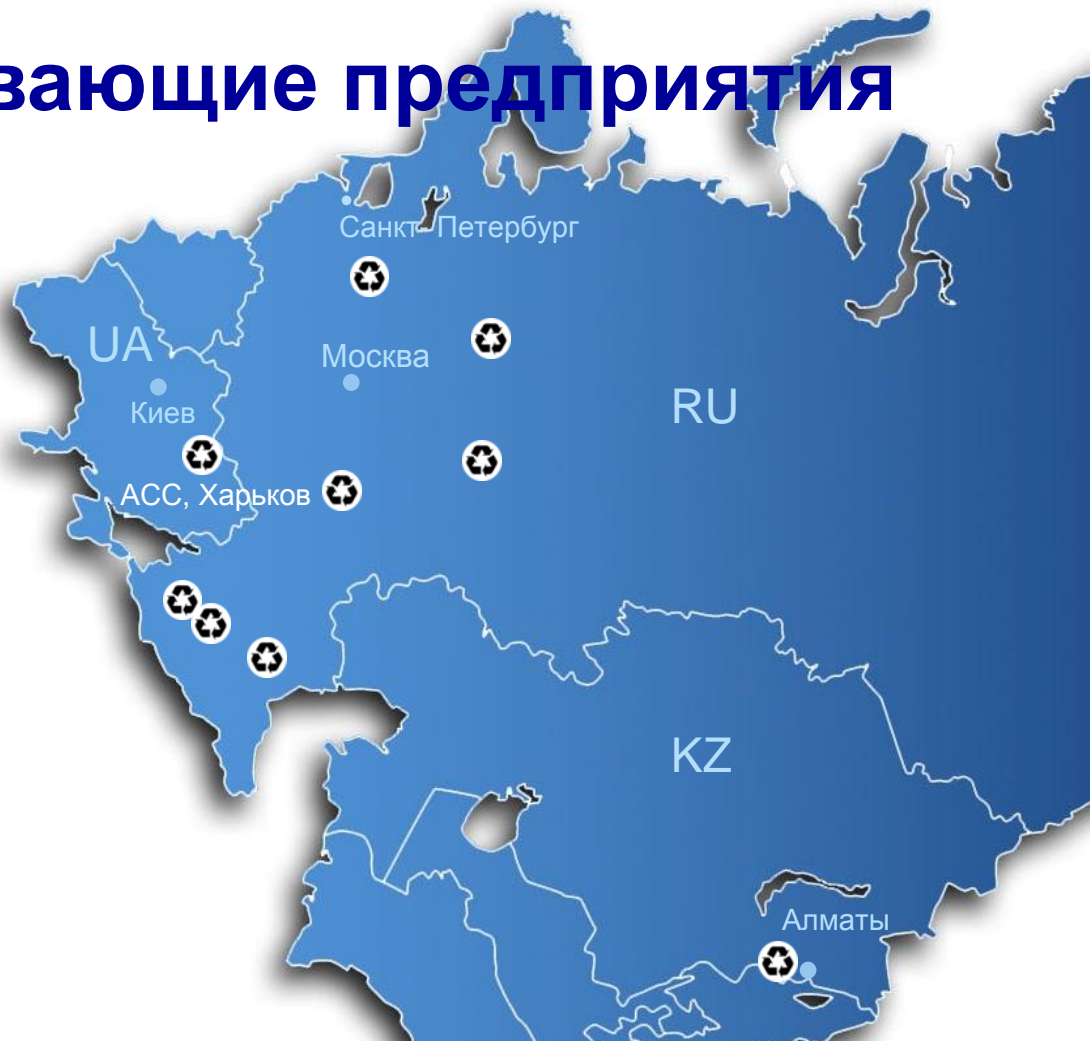 вающие предприятия
Санкт-Петербург
UA
Москва
Киев
RU
АСС, Харьков
KZ
Алматы